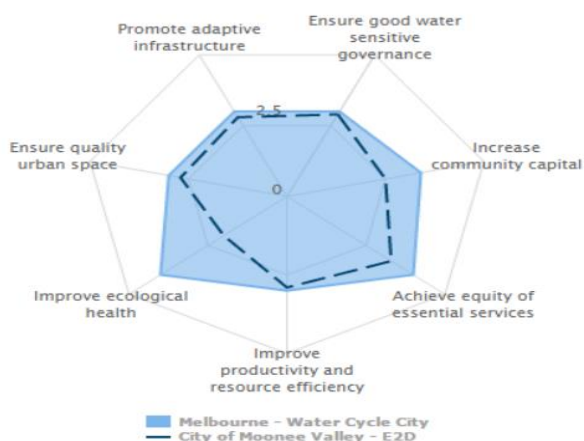 Promote adaptive
infrastructure
Ensure good water
sensitive
governance
2.5
Ensure quality
urban space
Increase
community capital
0
Improve ecological
health
Achieve equity of
essential services
Improve
productivity and
resource efficiency
Melbourne - Water Cycle City
City of Moonee Valley - E2D